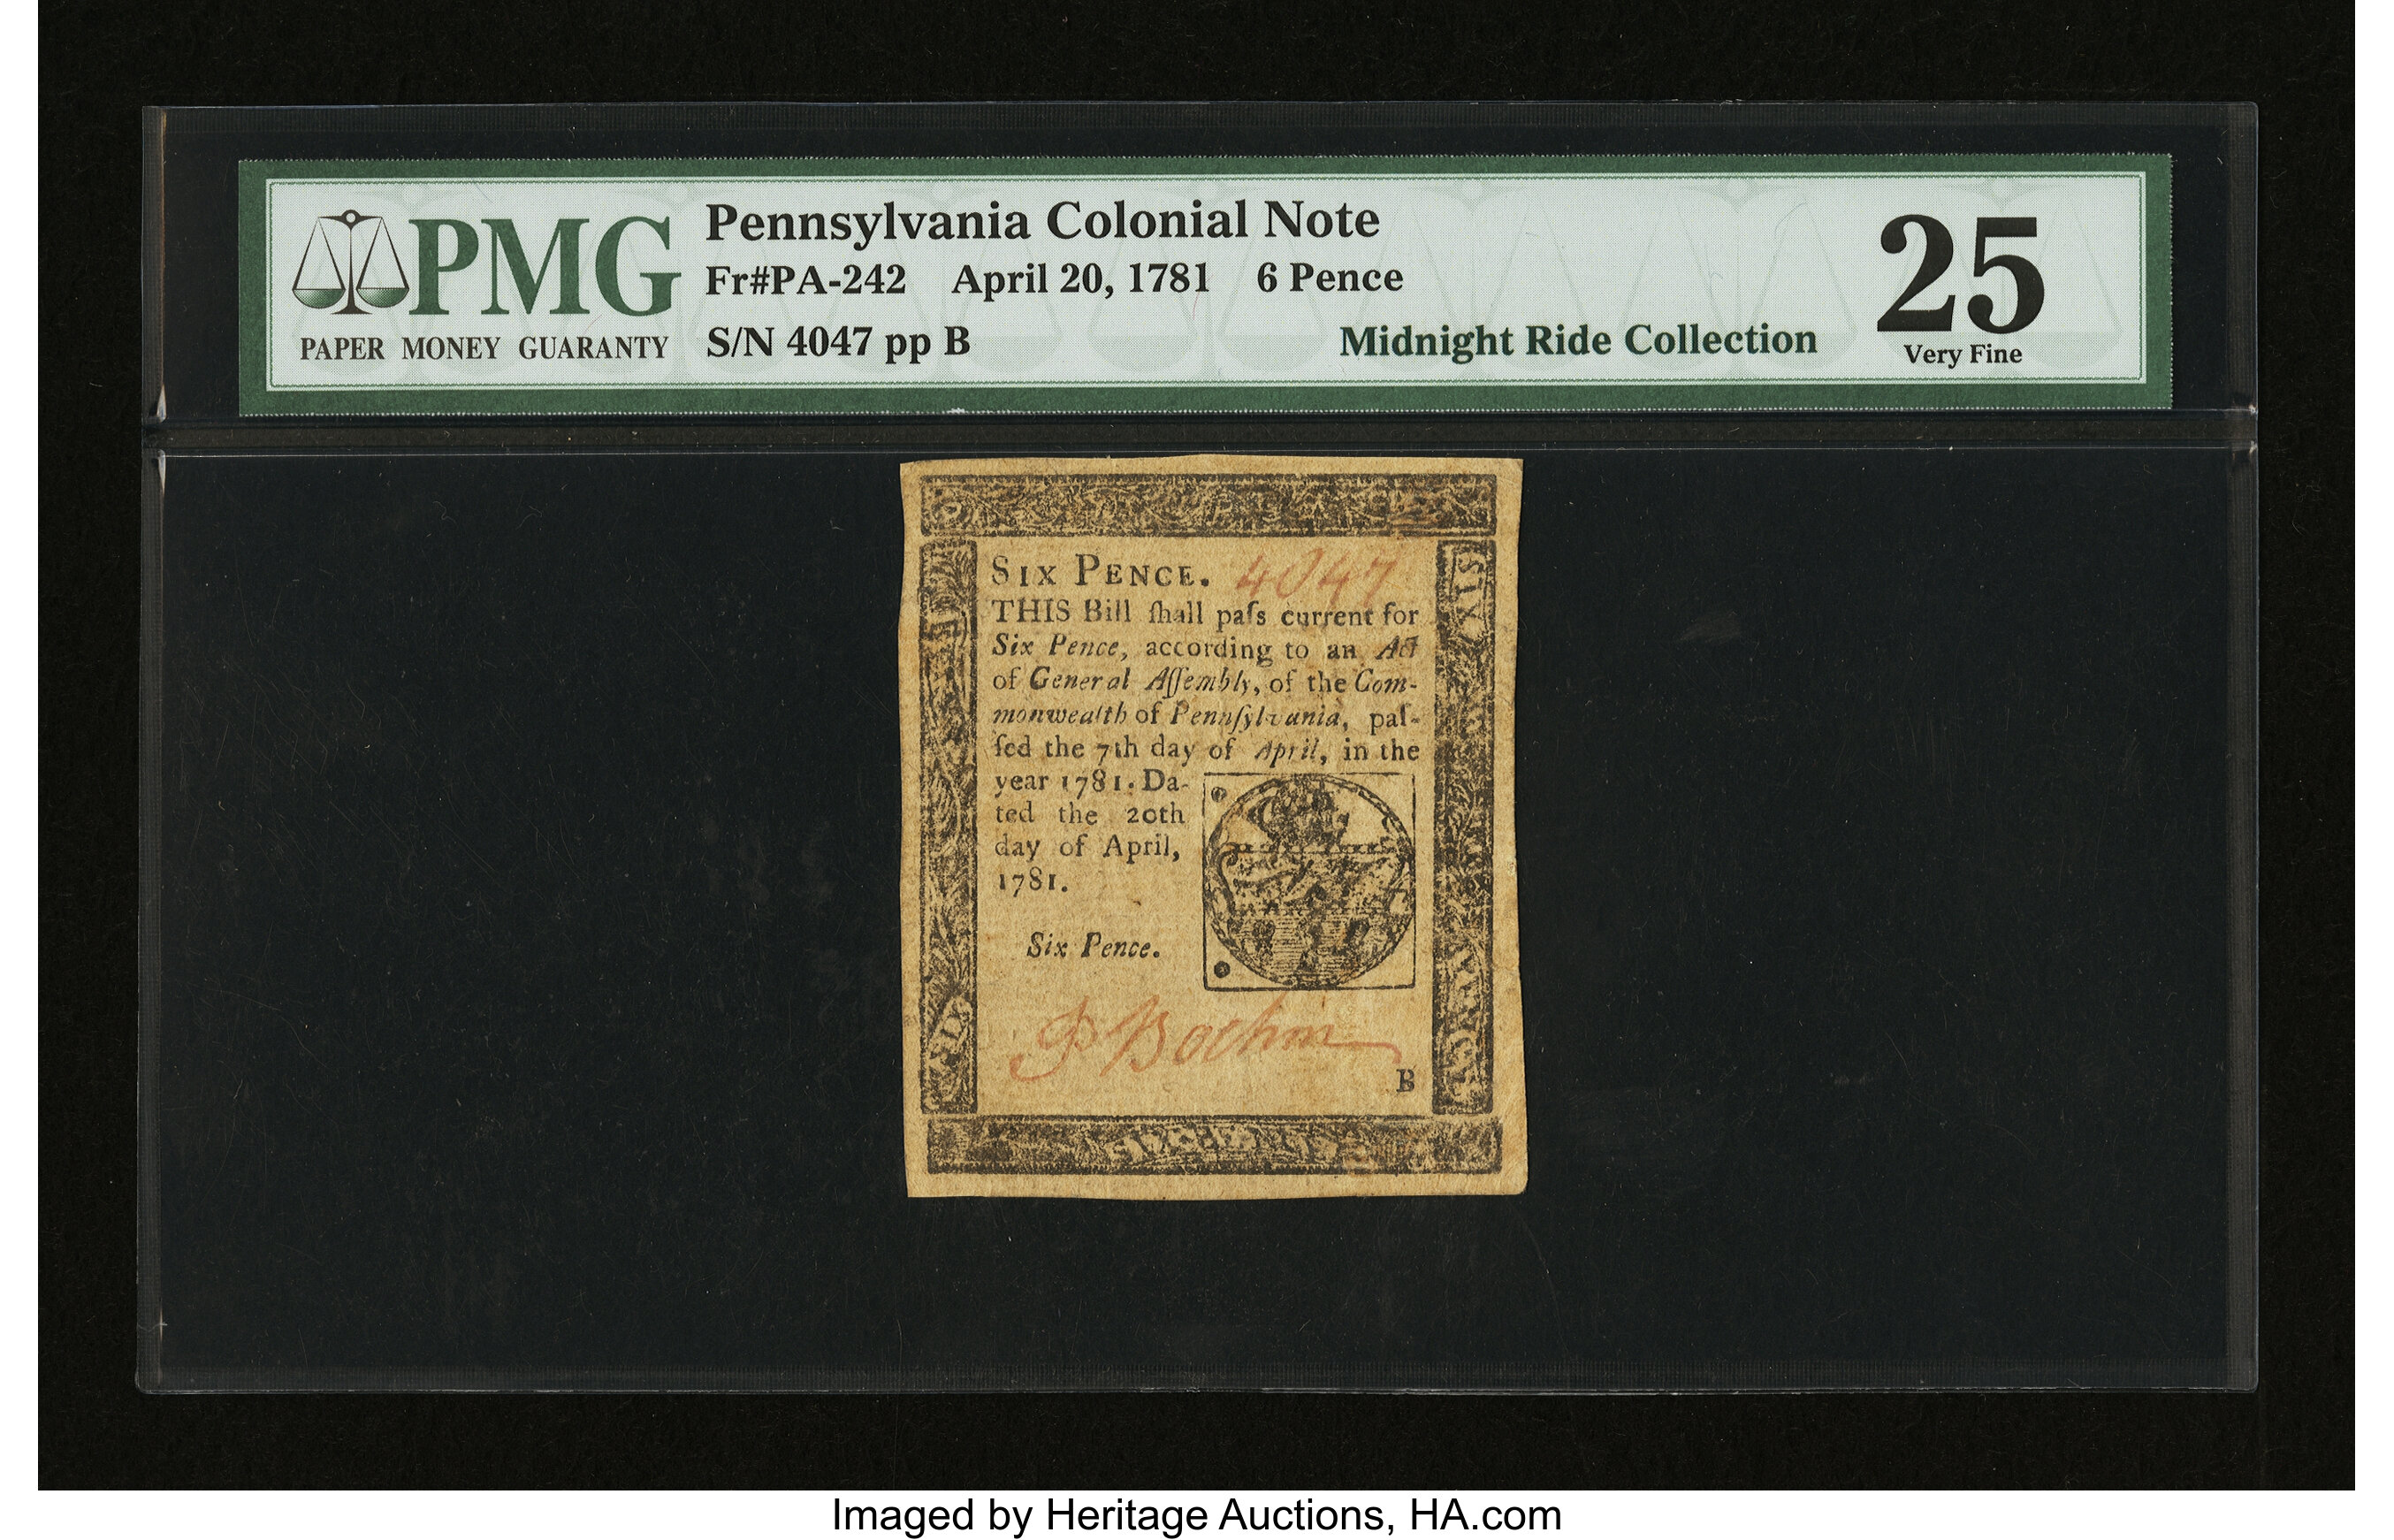 PMG
PAPER MONEY GUARANTY
Pennsylvania Colonial Note
Fr#PA-242 April 20, 1781 6 Pence
S/N 4047 pp B
Midnight Ride Collection
25
Very Fine
SIX PENCE. 4047
THIS Bill ſhall paſs current for
Six Pence, according to an Act
of General Aſſembly, of the Com-
monwealth of Pennſylvania, paſ-
ſed the 7th day of April, in the
year 1781. Da-
ted the 20th
day of April,
1781.
Six Pence.
Boehm
B
SIX
Imaged by Heritage Auctions, HA.com